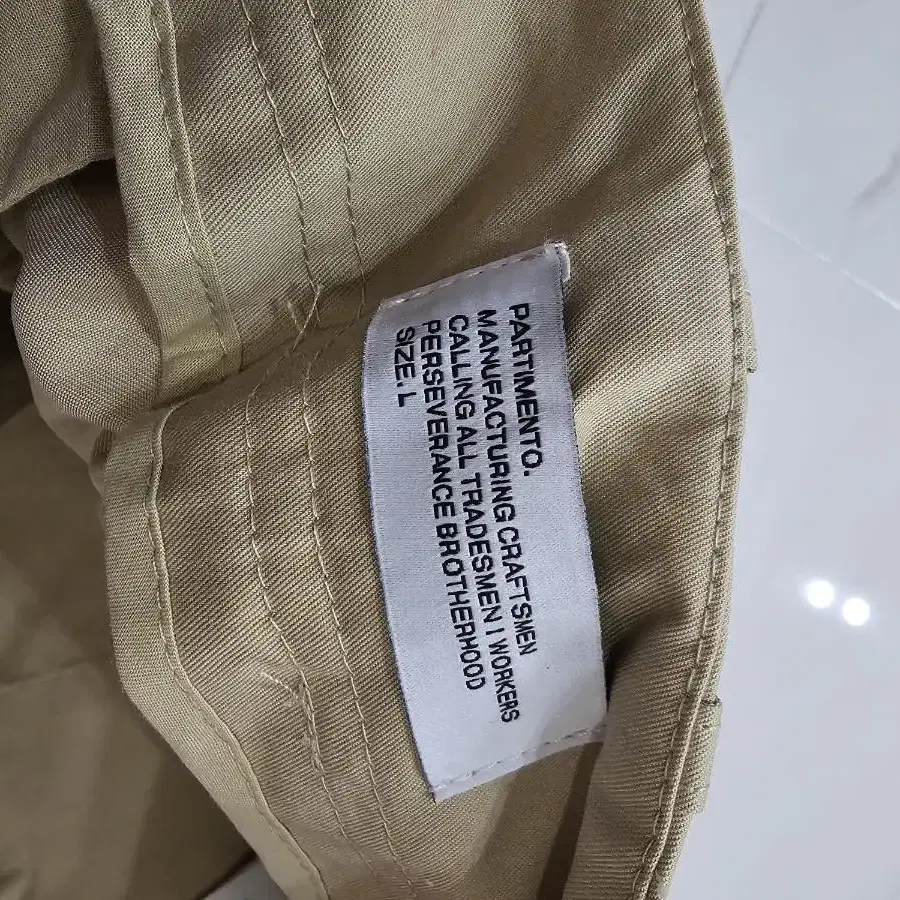 PARTIMENTO.
MANUFACTURING CRAFTSMEN
CALLING ALL TRADESMEN I WORKERS
PERSEVERANCE BROTHERHOOD
SIZE. L